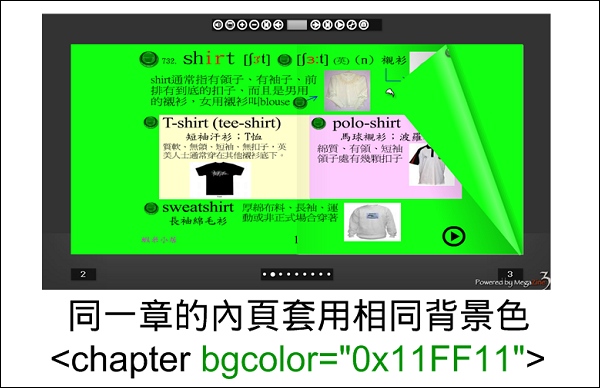 732. shirt [ʃɝt] [ʃɜ:t] (英) (n) 襯衫
shirt通常指有領子、有袖子、前
排有到底的扣子、而且是男用
的襯衫，女用襯衫叫blouse
T-shirt (tee-shirt)
短袖汗衫；T恤
質軟，無領，短袖，無扣子，英
美人士通常穿在其他襯衫底下。
polo-shirt
馬球襯衫；波羅
綿質、有領、短袖
領子處有幾顆扣子
sweatshirt
長袖綿毛衫
厚綿布料、長袖，運
動或非正式場合穿著
1
2
3
Powered by MegaZine 3
同一章的內頁套用相同背景色
<chapter bgcolor="0x11FF11">